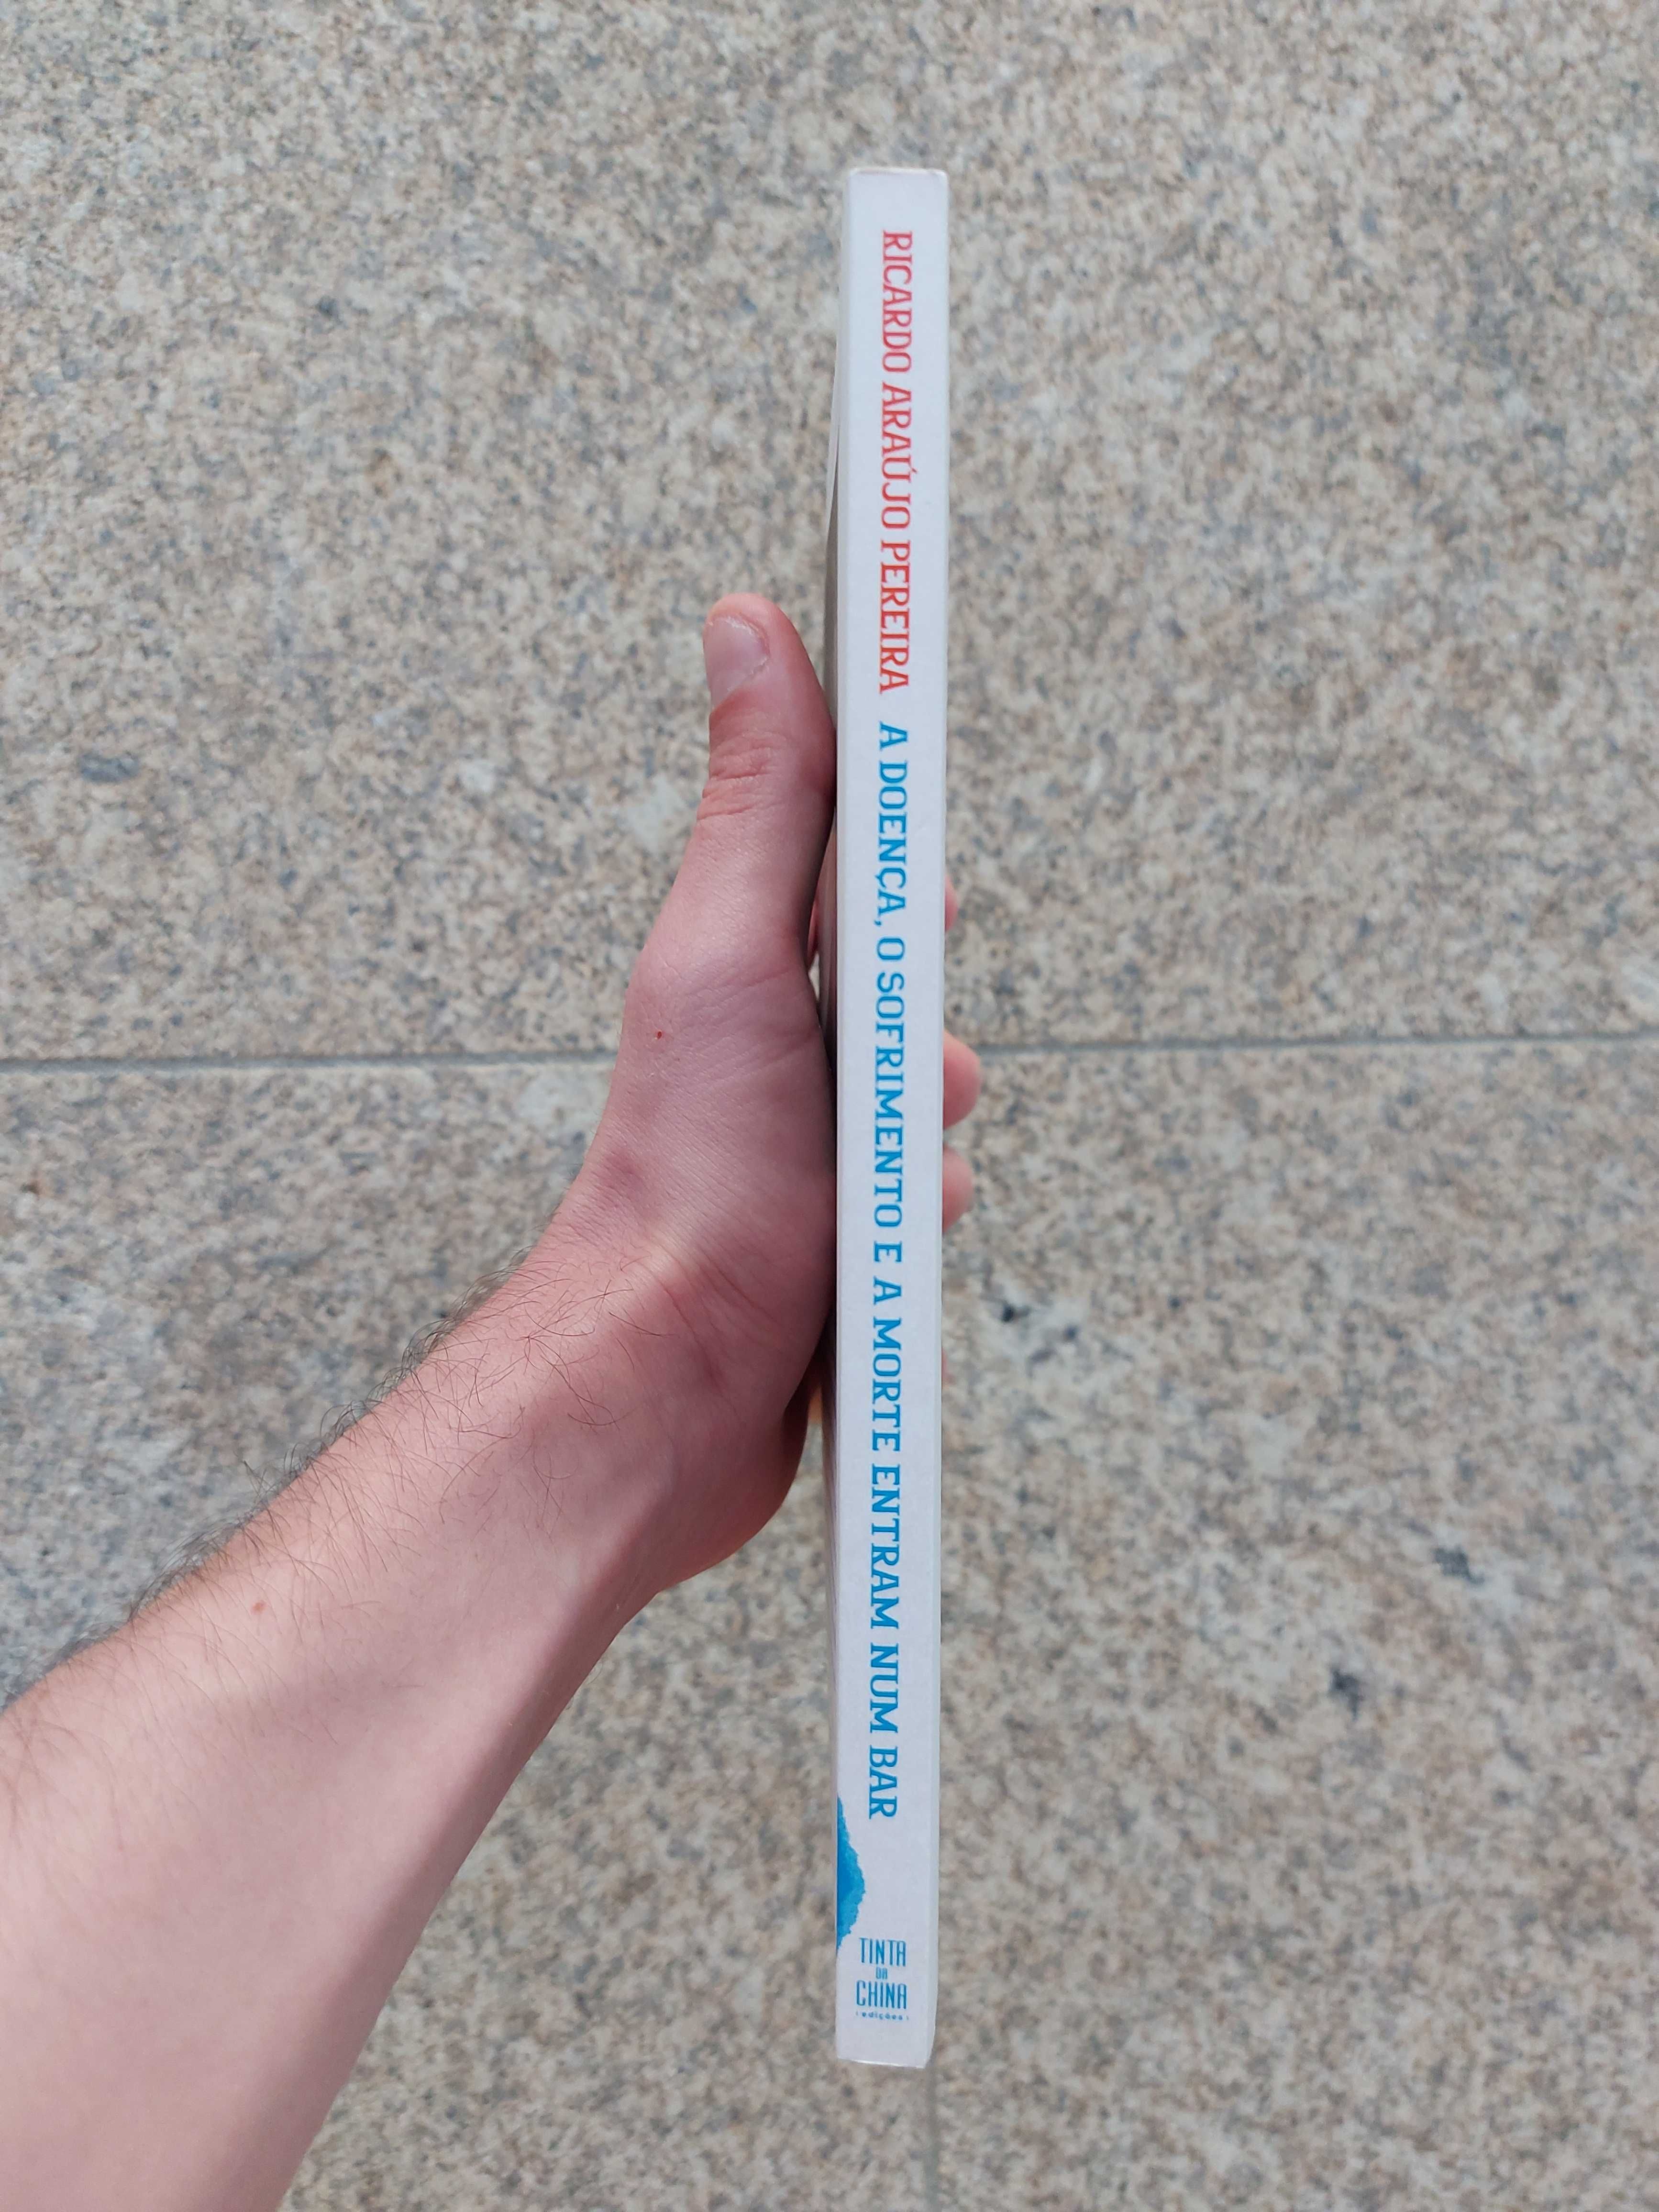 RICARDO ARAÚJO PEREIRA A DOENÇA, O SOFRIMENTO E A MORTE ENTRAM NUM BAR
TINTA
DA
CHINA
edições